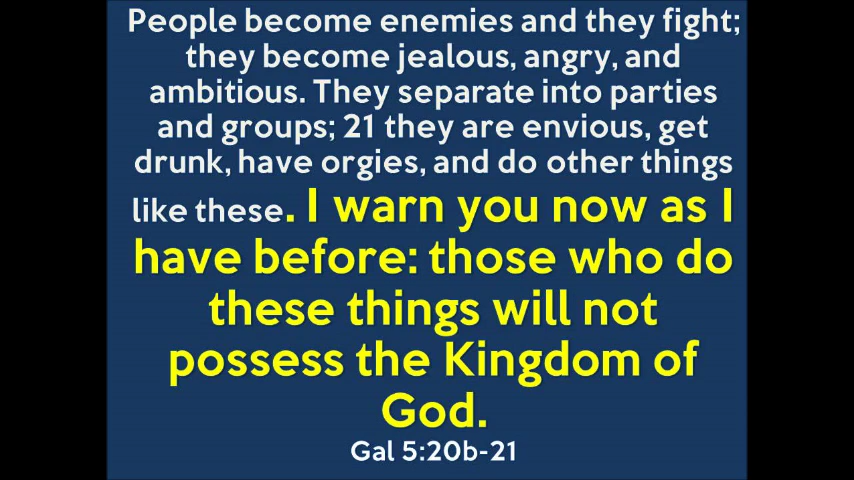 People become enemies and they fight;
they become jealous, angry, and
ambitious. They separate into parties
and groups; 21 they are envious, get
drunk, have orgies, and do other things
like these. I warn you now as I
have before: those who do
these things will not
possess the Kingdom of
God.
Gal 5:20b-21